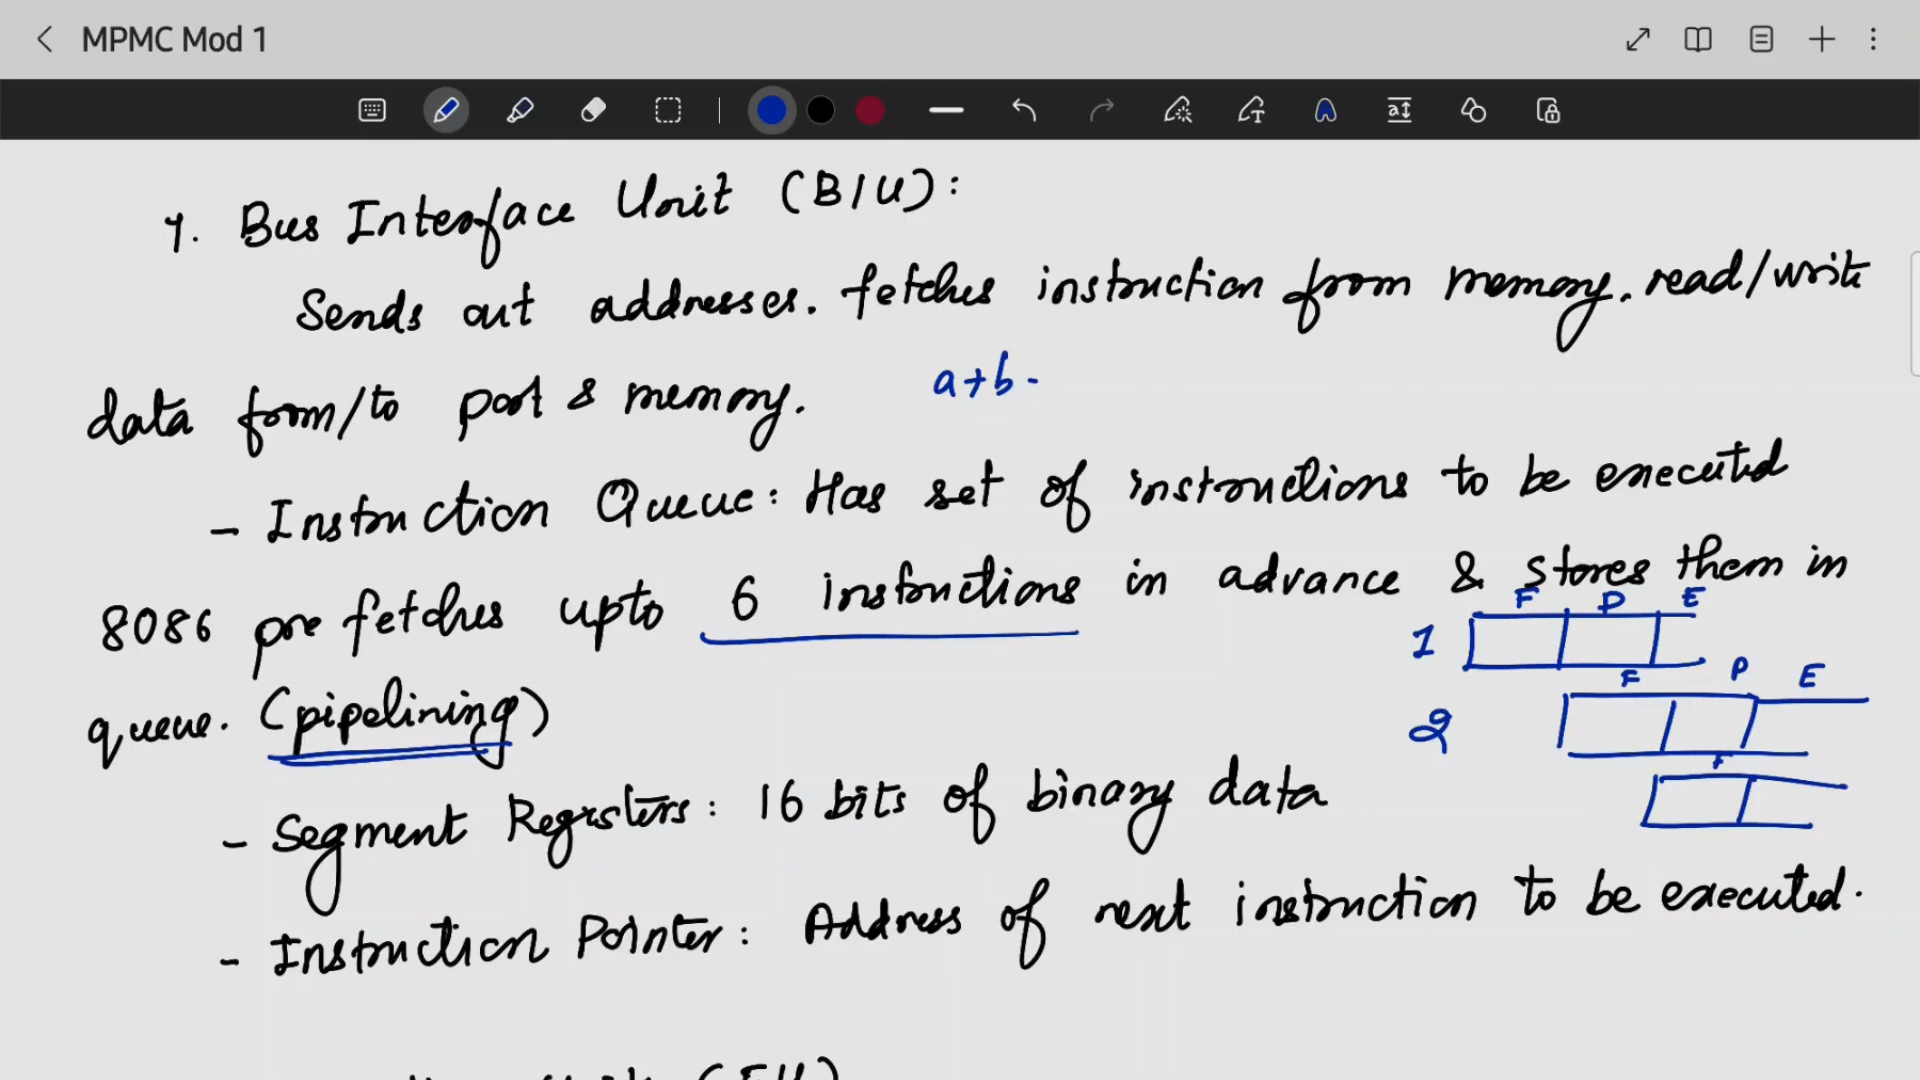 MPMC Mod 1
1. Bus Interface Unit (BIU):
Sends out addresses. fetches instruction from memory. read/write
data form/to port & memory.
a+b -
- Instruction Queue: Has set of instructions to be executed
8086 pre fetches upto 6 instructions in advance & stores them in
F D E
1
queue. (pipelining)
F D E
2
F
- Segment Registers: 16 bits of binary data
- Instruction Pointer: Address of next instruction to be executed.
(EU)